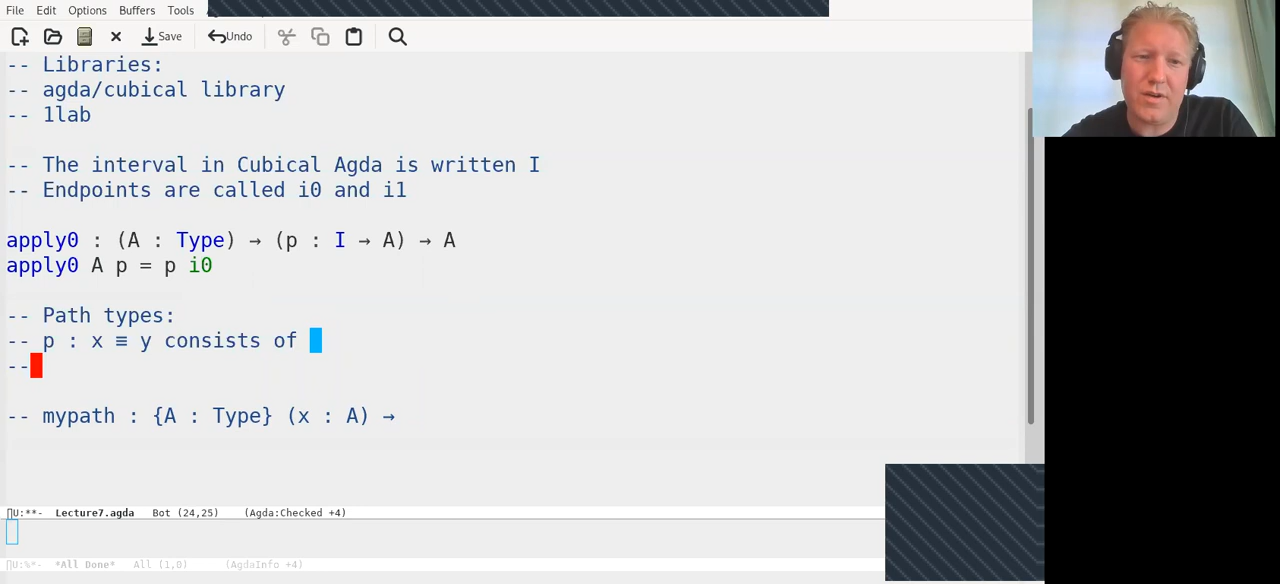 File Edit Options Buffers Tools
Save Undo
-- Libraries:
-- agda/cubical library
-- 1lab
-- The interval in Cubical Agda is written I
-- Endpoints are called i0 and i1
apply0 : (A : Type) → (p : I → A) → A
apply0 A p = p i0
-- Path types:
-- p : x ≡ y consists of
--
-- mypath : {A : Type} (x : A) →
U:**- Lecture7.agda Bot (24,25) (Agda:Checked +4)
U:%*- *All Done* All (1,0) (AgdaInfo +4)